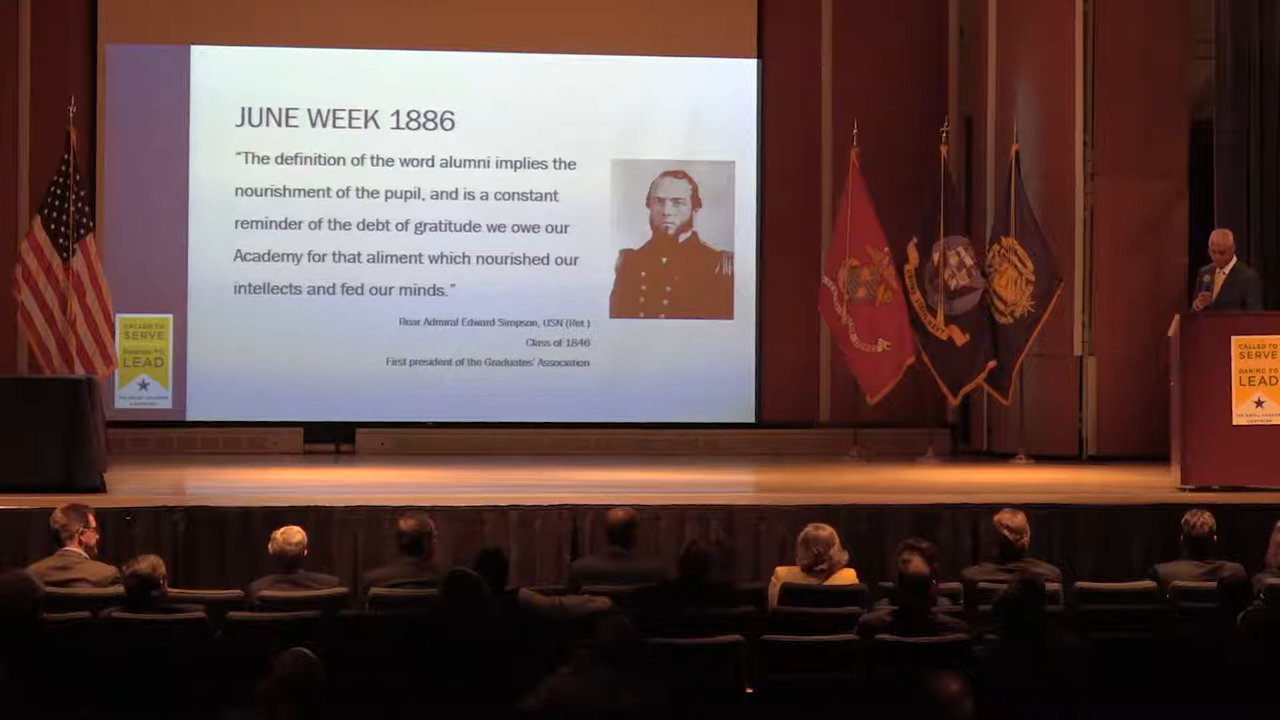 JUNE WEEK 1886
“The definition of the word alumni implies the
nourishment of the pupil, and is a constant
reminder of the debt of gratitude we owe our
Academy for that aliment which nourished our
intellects and fed our minds.”
Rear Admiral Edward Simpson, USN (Ret.)
Class of 1846
First president of the Graduates’ Association
CALLED TO
SERVE
DARING TO
LEAD
CALLED TO
SERVE
DARING TO
LEAD